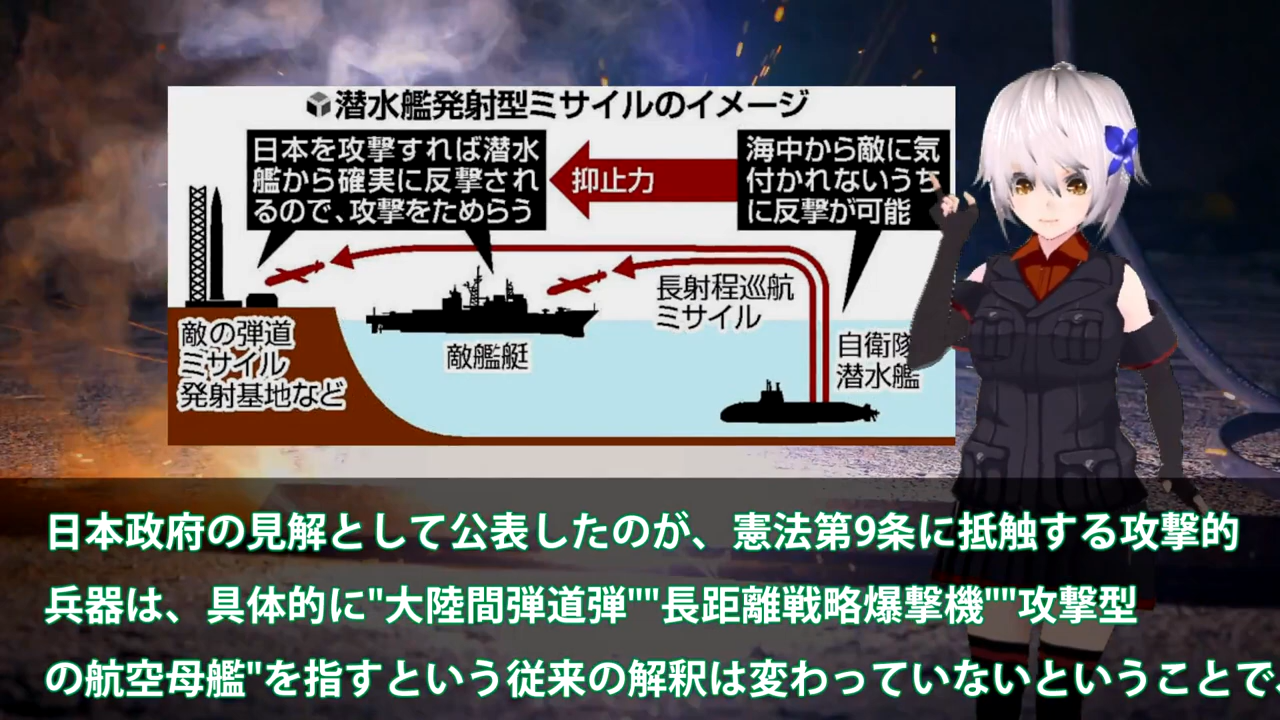 潜水艦発射型ミサイルのイメージ
日本を攻撃すれば潜水
艦から確実に反撃され
るので、攻撃をためらう
抑止力
海中から敵に気
付かれないうち
に反撃が可能
長射程巡航
ミサイル
敵の弾道
ミサイル
発射基地など
敵艦艇
自衛隊
潜水艦
日本政府の見解として公表したのが、憲法第9条に抵触する攻撃的
兵器は、具体的に"大陸間弾道弾""長距離戦略爆撃機""攻撃型
の航空母艦"を指すという従来の解釈は変わっていないということで